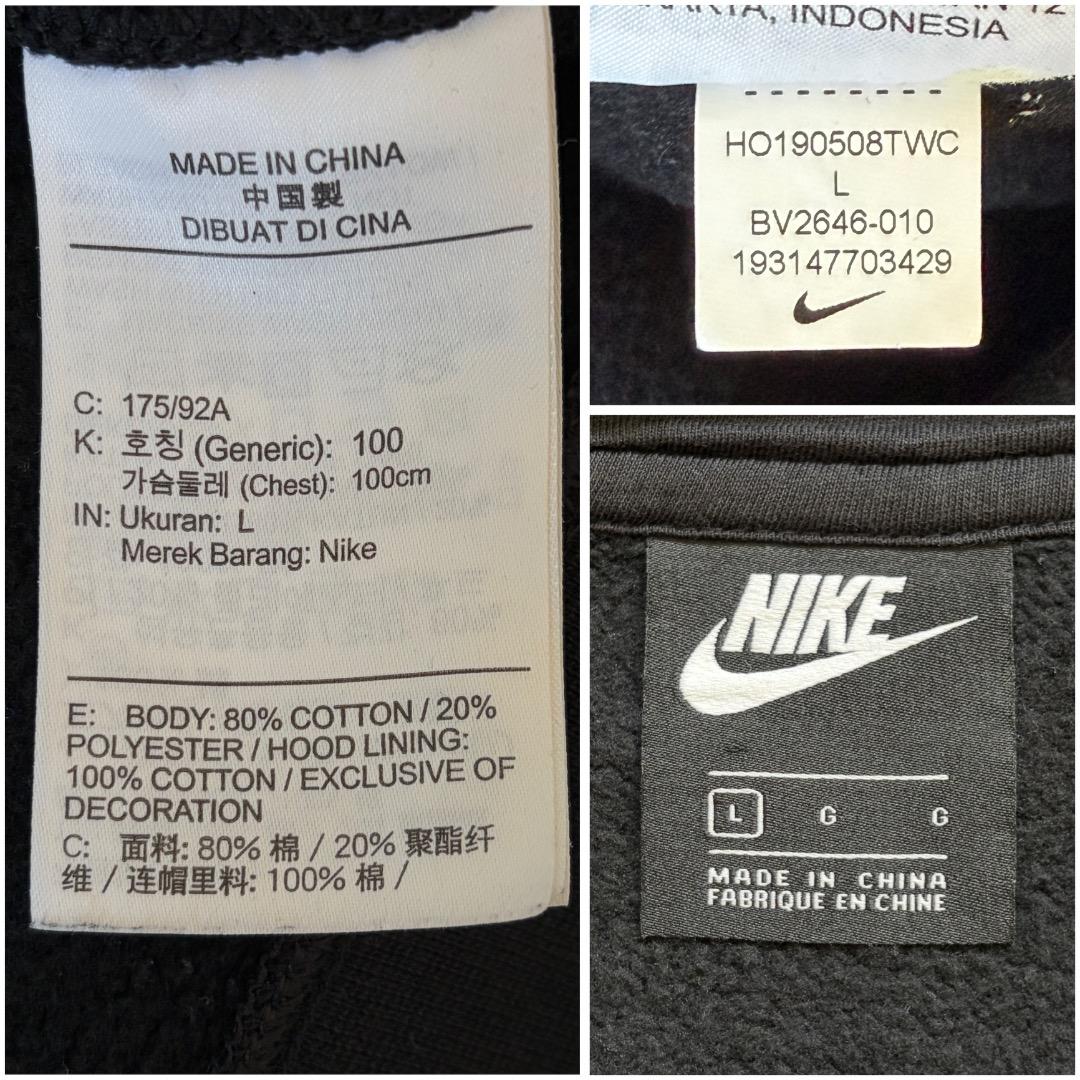 MADE IN CHINA
中国製
DIBUAT DI CINA
C: 175/92A
K: 호칭 (Generic): 100
가슴둘레 (Chest): 100cm
IN: Ukuran: L
Merek Barang: Nike
E: BODY: 80% COTTON / 20%
POLYESTER / HOOD LINING:
100% COTTON / EXCLUSIVE OF
DECORATION
C: 面料: 80% 棉 / 20% 聚酯纤
维 / 连帽里料: 100% 棉 /
INDONESIA
HO190508TWC
L
BV2646-010
193147703429
NIKE
L G G
MADE IN CHINA
FABRIQUE EN CHINE